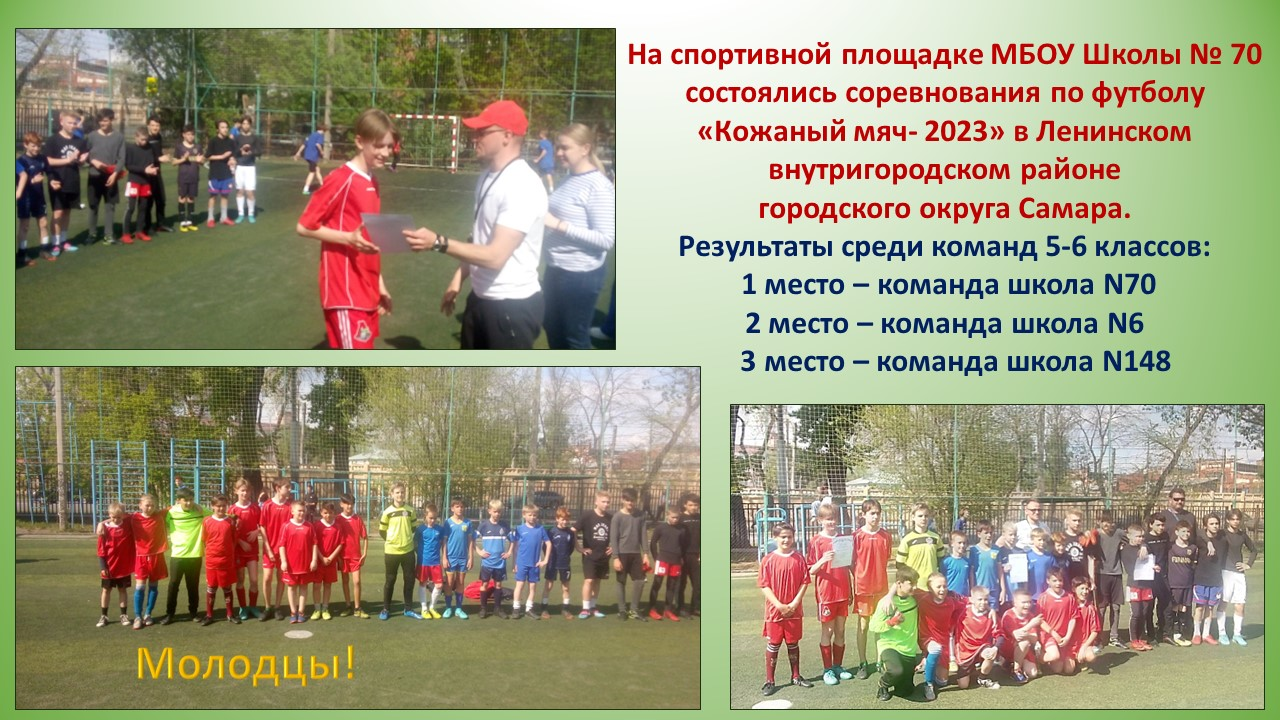 На спортивной площадке МБОУ Школы № 70
состоялись соревнования по футболу
«Кожаный мяч- 2023» в Ленинском
внутригородском районе
городского округа Самара.
Результаты среди команд 5-6 классов:
1 место – команда школа N70
2 место – команда школа N6
3 место – команда школа N148
Молодцы!